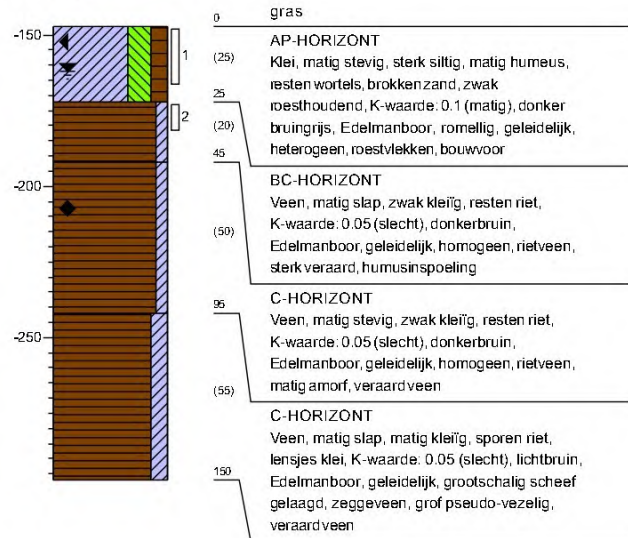 0
gras
-150
1
(25)
AP-HORIZONT
Klei, matig stevig, sterk siltig, matig humeus,
resten wortels, brokken zand, zwak
roesthoudend, K-waarde: 0.1 (matig), donker
bruingrijs, Edelmanboor, romellig, geleidelijk,
heterogeen, roestvlekken, bouwvoor
25
2
(20)
45
BC-HORIZONT
Veen, matig slap, zwak kleiïg, resten riet,
K-waarde: 0.05 (slecht), donkerbruin,
Edelmanboor, geleidelijk, homogeen, rietveen,
sterk veraard, humusinspoeling
-200
(50)
95
C-HORIZONT
Veen, matig stevig, zwak kleiïg, resten riet,
K-waarde: 0.05 (slecht), donkerbruin,
Edelmanboor, geleidelijk, homogeen, rietveen,
matig amorf, veraard veen
-250
(55)
C-HORIZONT
Veen, matig slap, matig kleiïg, sporen riet,
lensjes klei, K-waarde: 0.05 (slecht), lichtbruin,
Edelmanboor, geleidelijk, grootschalig scheef
gelaagd, zeggeveen, grof pseudo-vezelig,
veraard veen
150